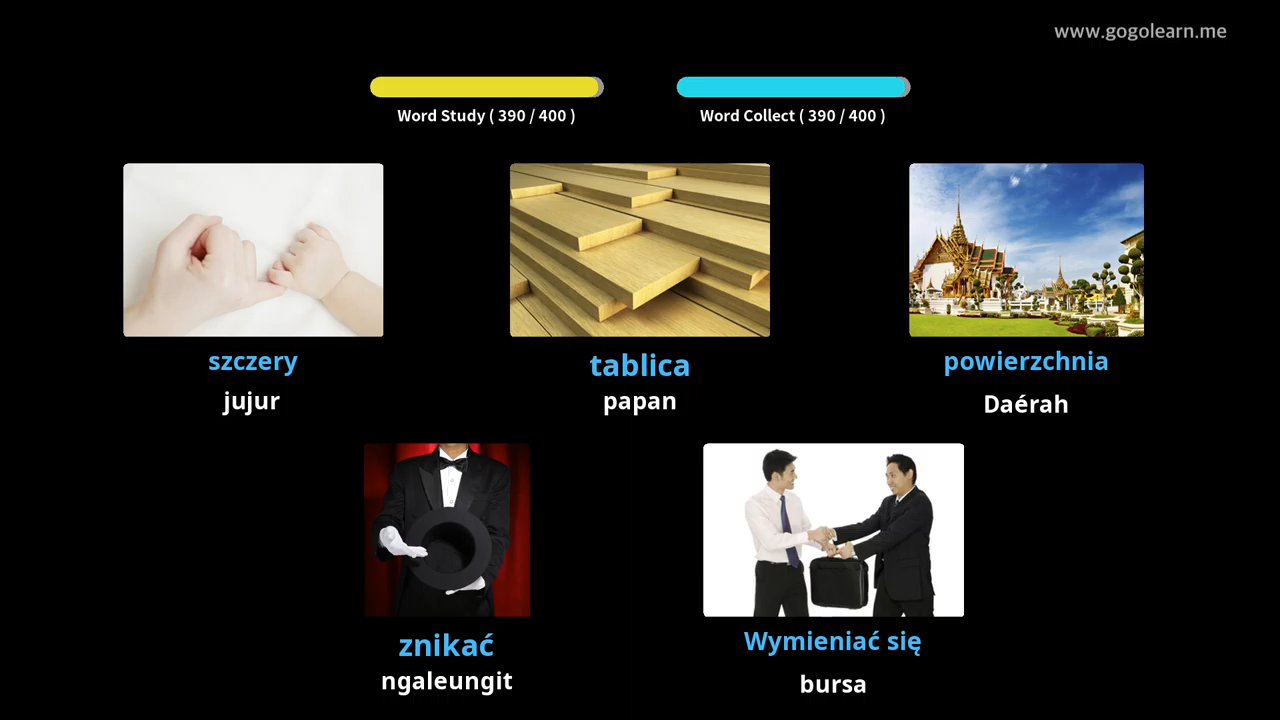 www.gogolearn.me
Word Study ( 390 / 400 )
Word Collect ( 390 / 400 )
szczery
jujur
tablica
papan
powierzchnia
Daérah
znikać
ngaleungit
Wymieniać się
bursa